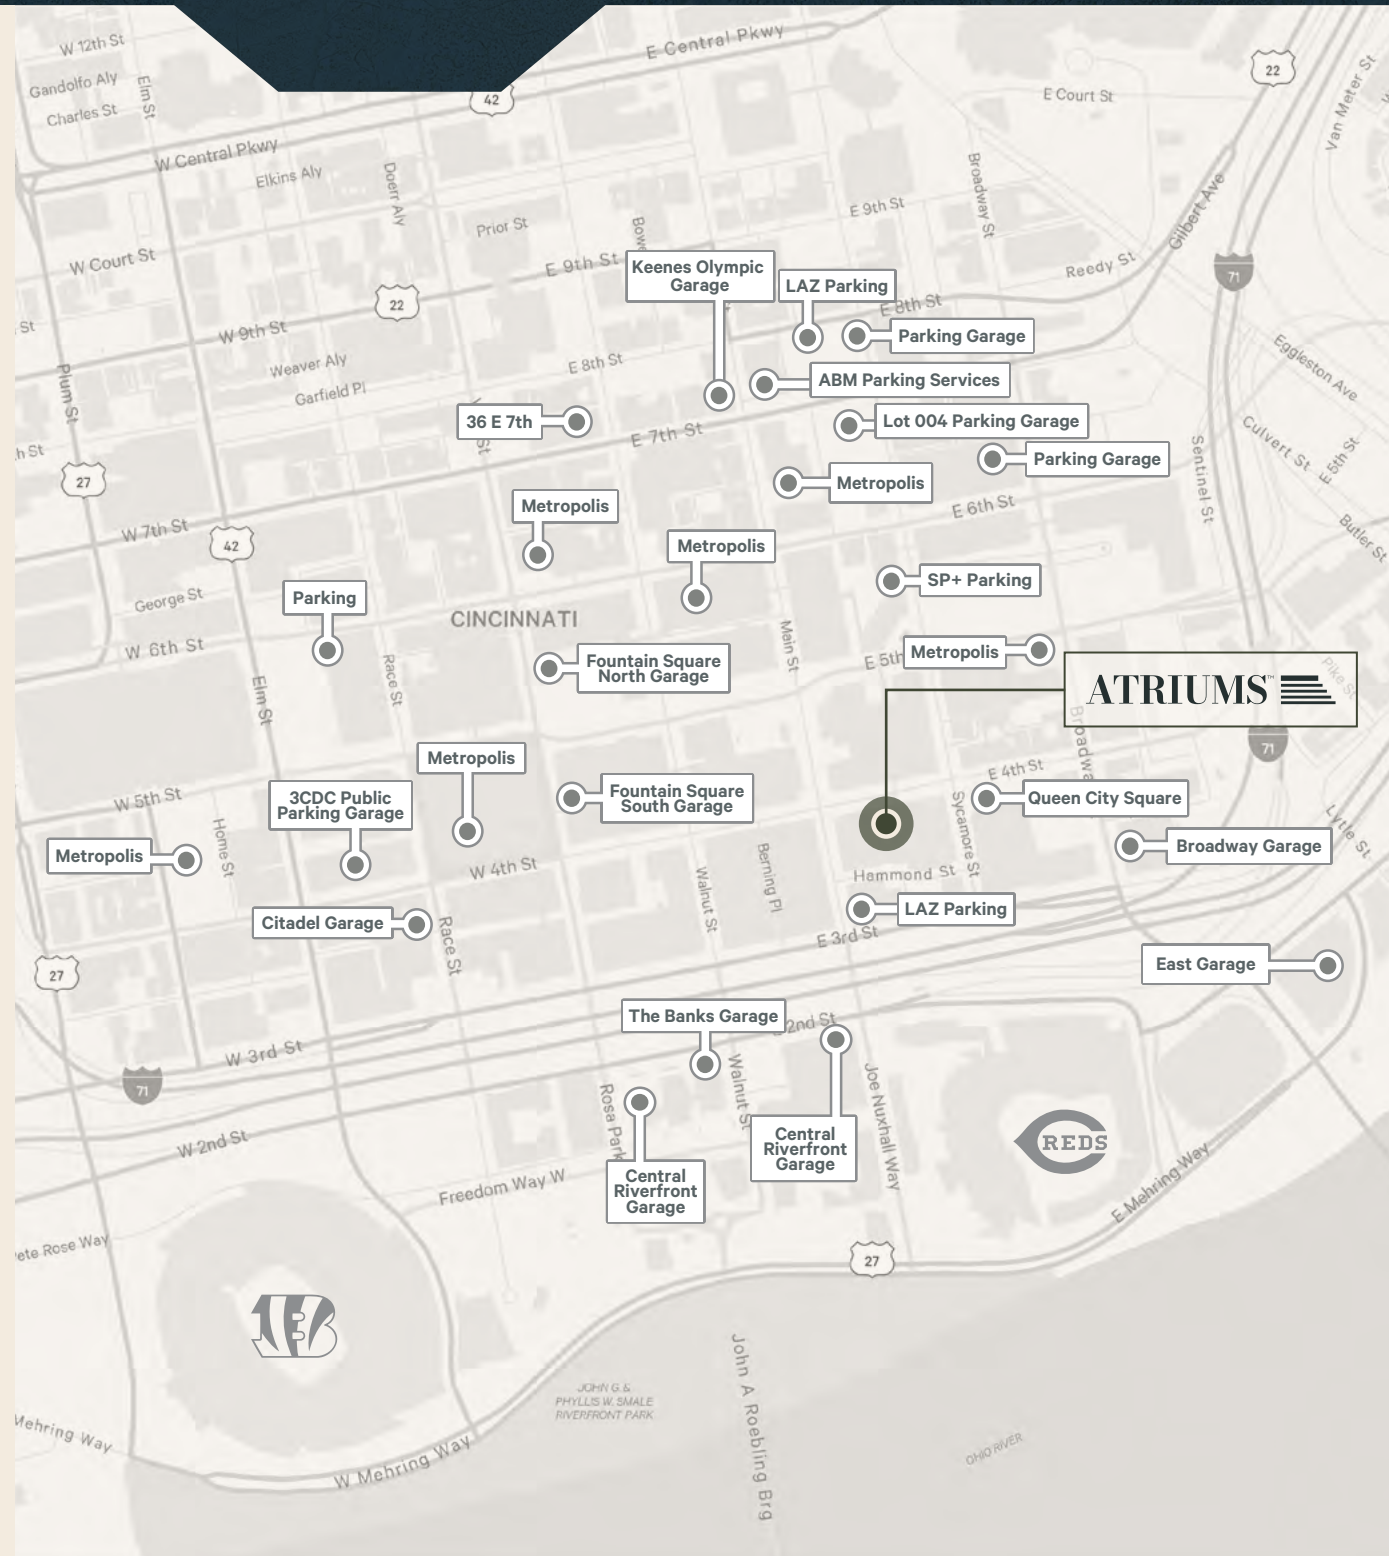 W 12th St
E Central Pkwy
22
Gandolfo Aly
Elm St
Charles St
42
E Court St
Van Meter St
W Central Pkwy
Elkins Aly
Doerr Aly
Broadway St
Gilbert Ave
Prior St
E 9th St
W Court St
E 9th St
Keenes Olympic
Garage
LAZ Parking
Reedy St
71
22
E 8th St
St
W 9th St
Parking Garage
Weaver Aly
E 8th St
Eggleston Ave
Plum St
Garfield Pl
ABM Parking Services
36 E 7th
E 7th St
Lot 004 Parking Garage
Culvert St
E 5th St
h St
St
Parking Garage
Sentinel St
27
Metropolis
Metropolis
E 6th St
W 7th St
42
Metropolis
Butler St
George St
Parking
SP+ Parking
CINCINNATI
W 6th St
Main St
E 5th
Metropolis
Fountain Square
North Garage
Race St
Elm St
Pike St
ATRIUMS™
Broadwa
71
Metropolis
E 4th St
W 5th St
3CDC Public
Parking Garage
Fountain Square
South Garage
Queen City Square
Home St
Sycamore St
Lytle St
Metropolis
Broadway Garage
W 4th St
Berning Pl
Walnut St
Hammond St
Citadel Garage
LAZ Parking
Race St
E 3rd St
East Garage
27
The Banks Garage
2nd St
W 3rd St
71
Walnut St
Joe Nuxhall Way
Rosa Park
W 2nd St
Central
Riverfront
Garage
REDS
Central
Riverfront
Garage
Freedom Way W
E Mehring Way
ete Rose Way
27
B
JOHN G. &
PHYLLIS W. SMALE
RIVERFRONT PARK
John A Roebling Brg
Mehring Way
OHIO RIVER
W Mehring Way